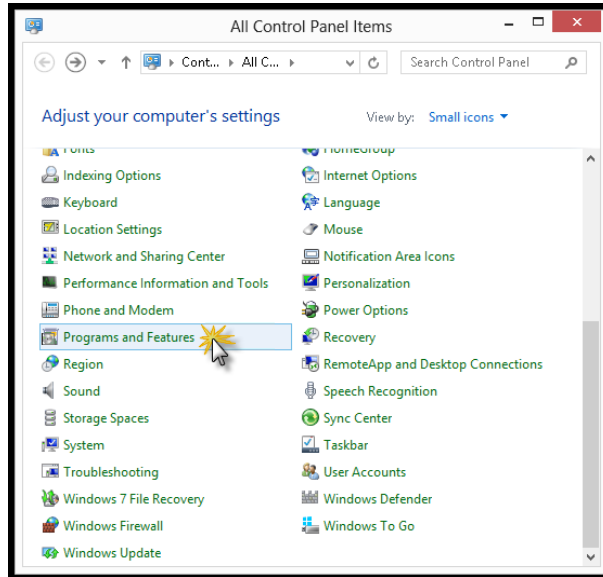 All Control Panel Items
Cont... All C... Search Control Panel
Adjust your computer's settings View by: Small icons
Fonts HomeGroup
Indexing Options Internet Options
Keyboard Language
Location Settings Mouse
Network and Sharing Center Notification Area Icons
Performance Information and Tools Personalization
Phone and Modem Power Options
Programs and Features Recovery
Region RemoteApp and Desktop Connections
Sound Speech Recognition
Storage Spaces Sync Center
System Taskbar
Troubleshooting User Accounts
Windows 7 File Recovery Windows Defender
Windows Firewall Windows To Go
Windows Update